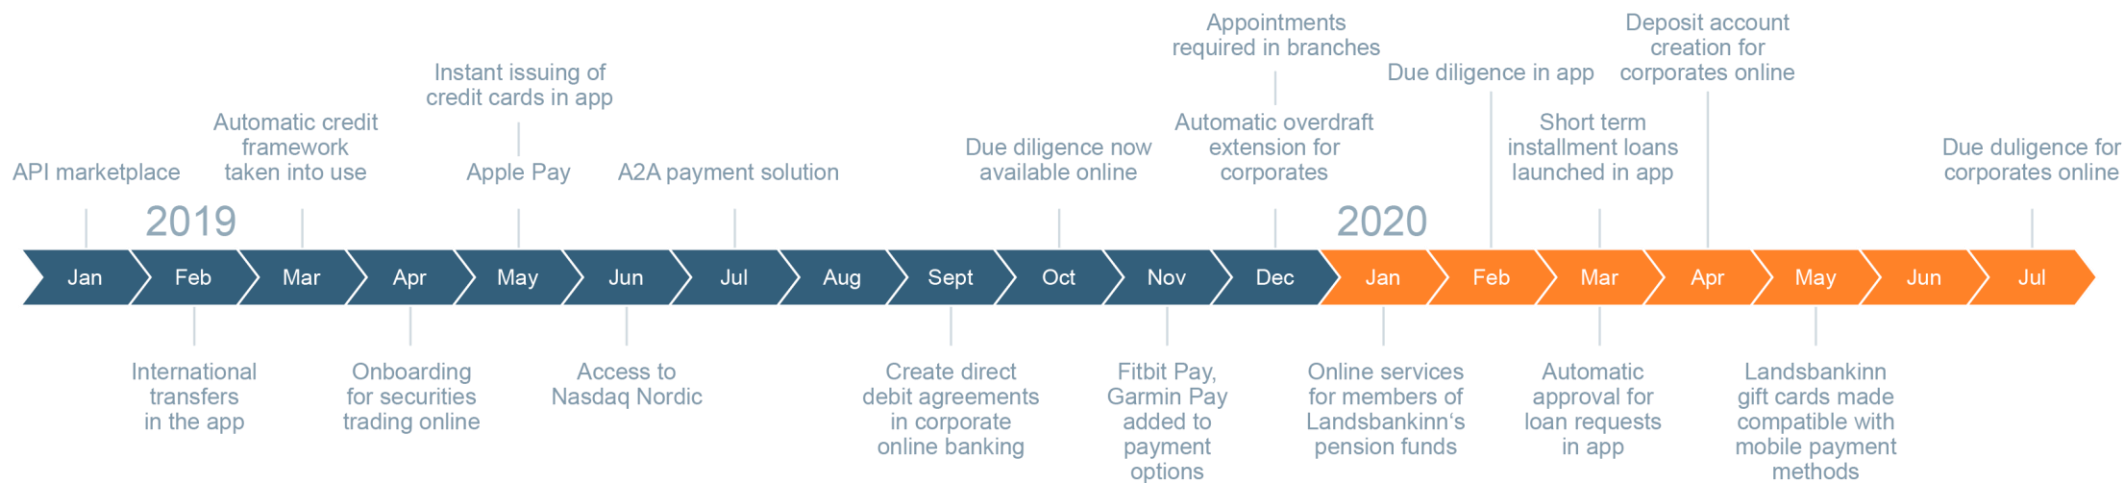 Appointments
required in branches
Deposit account
creation for
corporates online
Instant issuing of
credit cards in app
Due diligence in app
Automatic credit
framework
taken into use
Automatic overdraft
extension for
corporates
Short term
installment loans
launched in app
API marketplace
Apple Pay
A2A payment solution
Due diligence now
available online
Due duligence for
corporates online
2019
2020
Jan
Feb
Mar
Apr
May
Jun
Jul
Aug
Sept
Oct
Nov
Dec
Jan
Feb
Mar
Apr
May
Jun
Jul
International
transfers
in the app
Onboarding
for securities
trading online
Access to
Nasdaq Nordic
Create direct
debit agreements
in corporate
online banking
Fitbit Pay,
Garmin Pay
added to
payment
options
Online services
for members of
Landsbankinn‘s
pension funds
Automatic
approval for
loan requests
in app
Landsbankinn
gift cards made
compatible with
mobile payment
methods